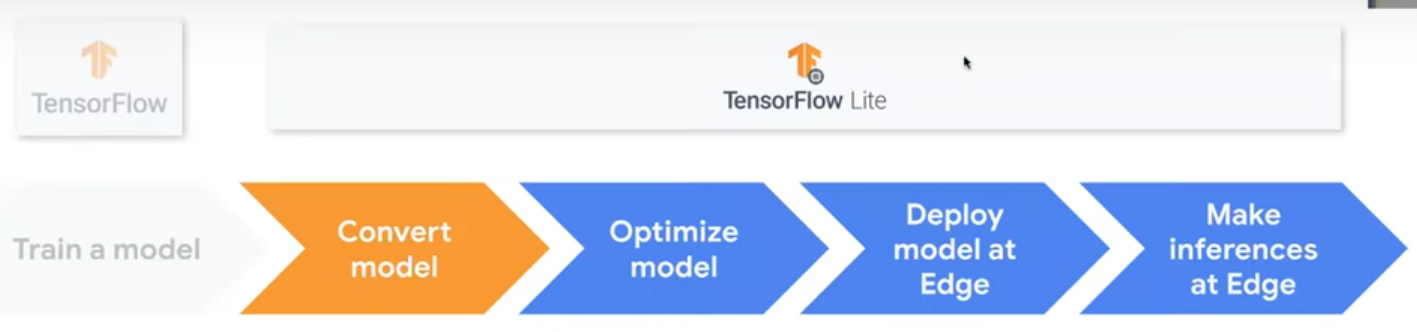 TensorFlow
TensorFlow Lite
Train a model
Convert
model
Optimize
model
Deploy
model at
Edge
Make
inferences
at Edge